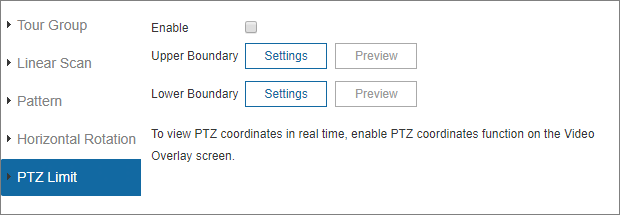 Tour Group
Linear Scan
Pattern
Horizontal Rotation
PTZ Limit
Enable
Upper Boundary Settings Preview
Lower Boundary Settings Preview
To view PTZ coordinates in real time, enable PTZ coordinates function on the Video
Overlay screen.